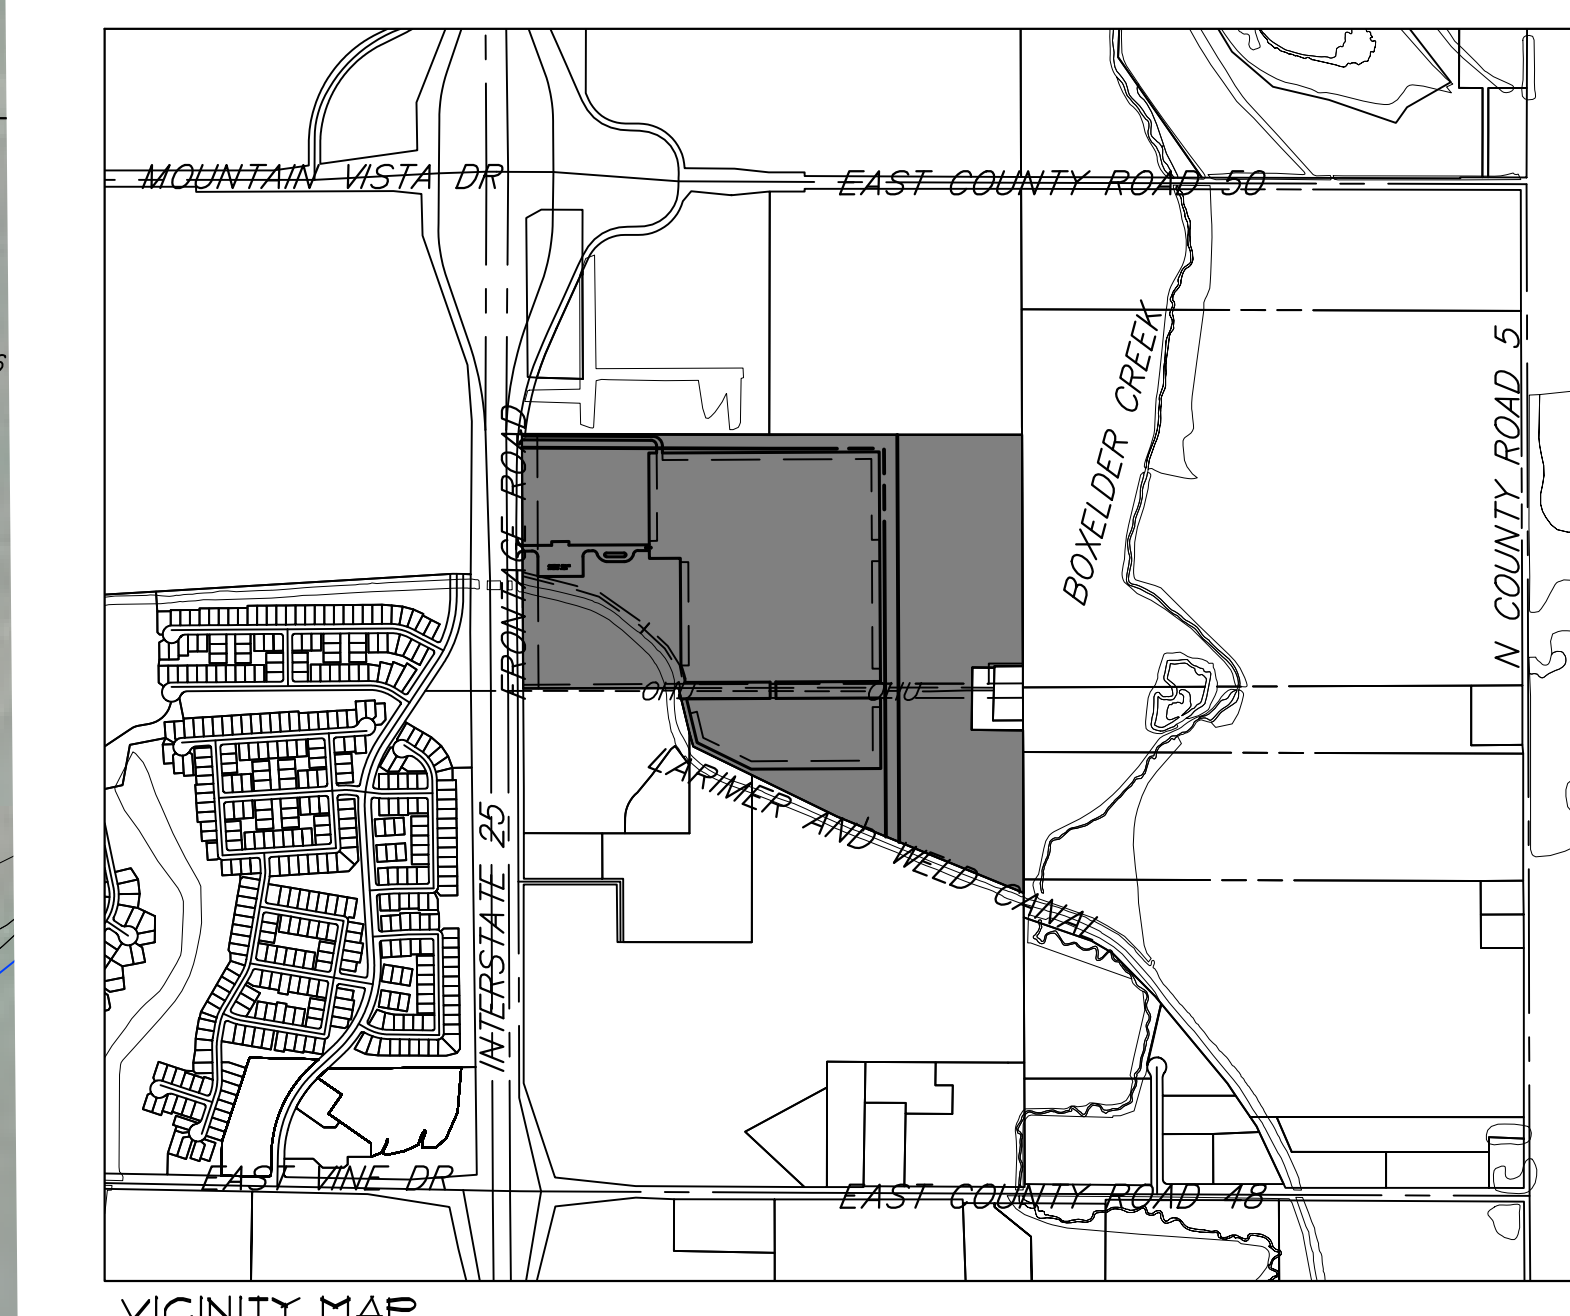 MOUNTAIN VISTA DR
EAST COUNTY ROAD 50
BOXELDER CREEK
N COUNTY ROAD 5
FRONTAGE ROAD
OHU
OHU
LARIMER AND WELD CANAL
INTERSTATE 25
EAST VINE DR
EAST COUNTY ROAD 48
VICINITY MAP